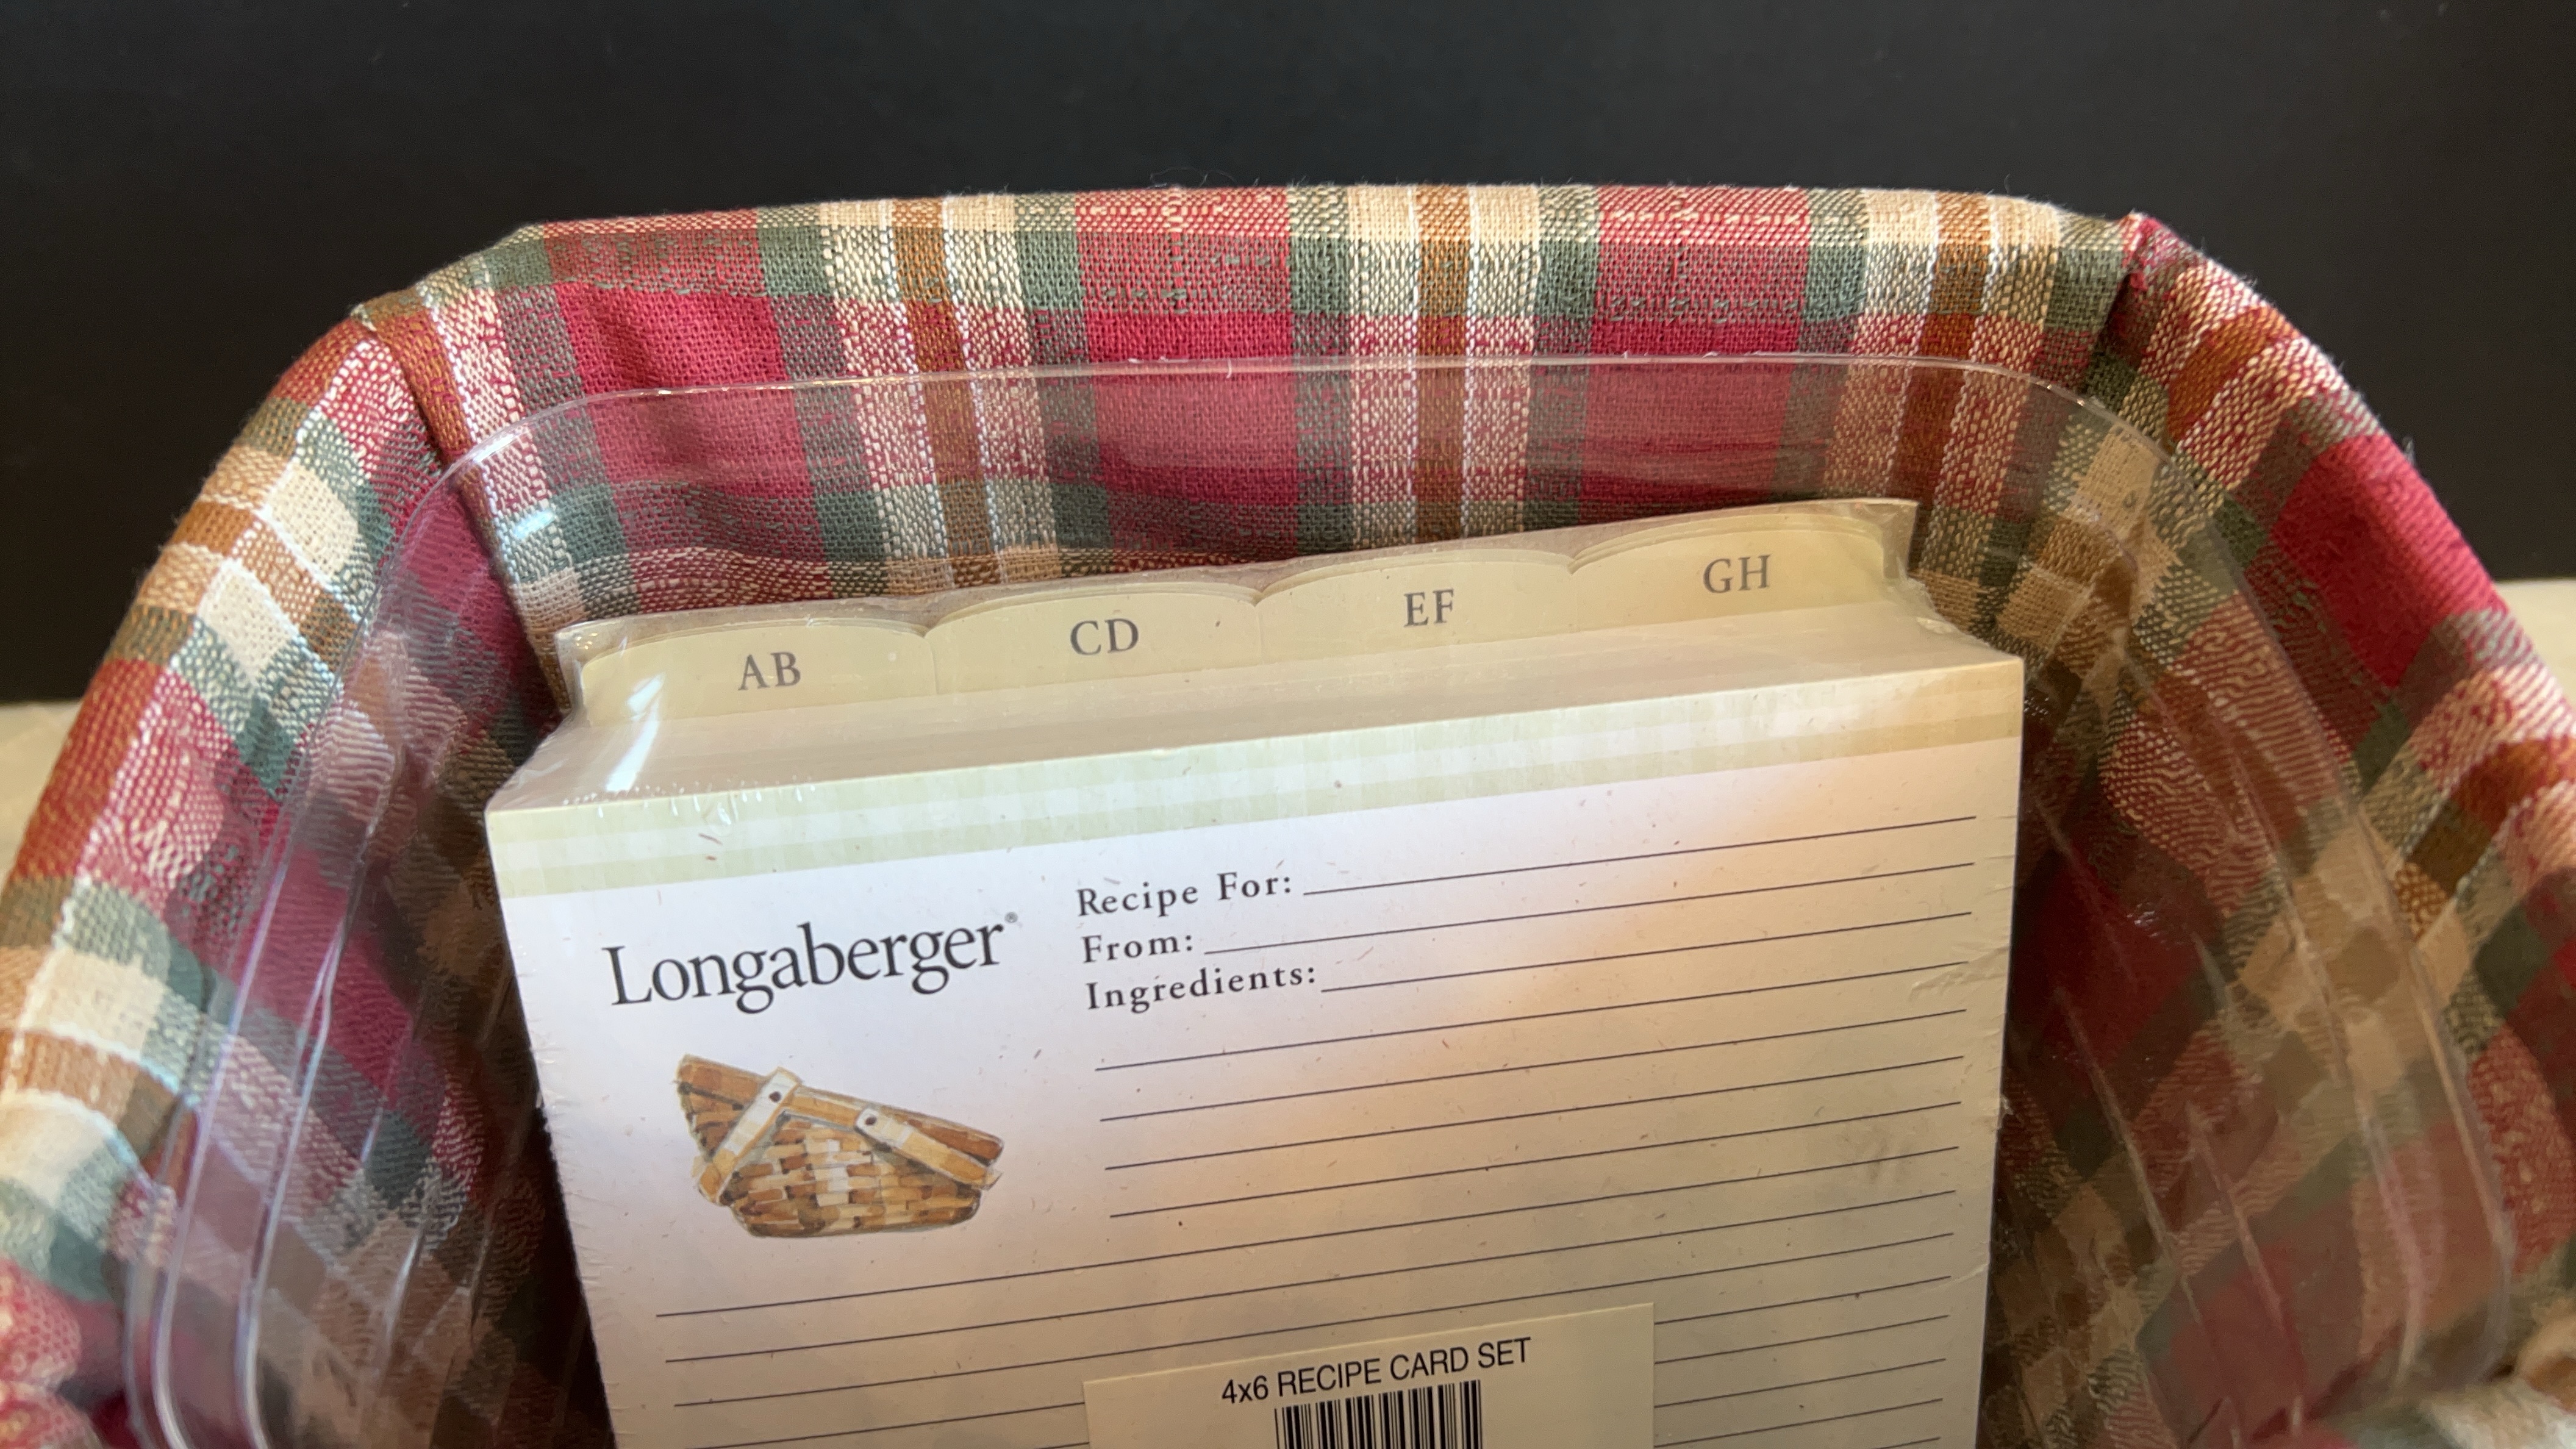 AB CD EF GH
Longaberger®
Recipe For:
From:
Ingredients:
4x6 RECIPE CARD SET